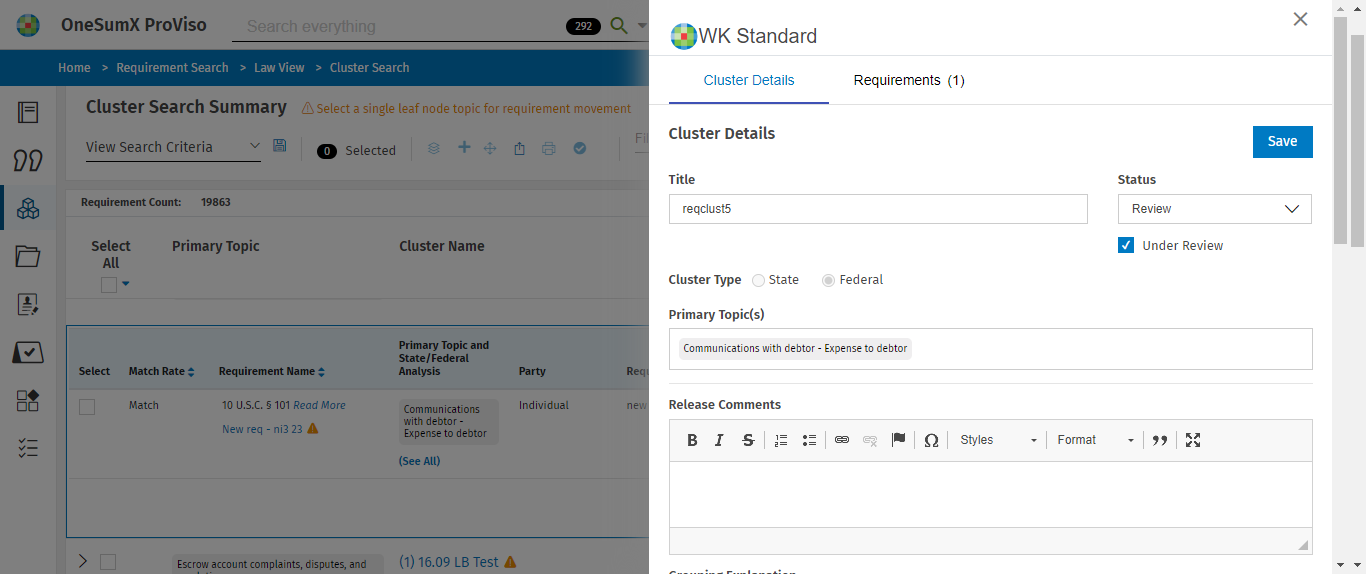 OneSumX ProViso
Search everything
292
Home > Requirement Search > Law View > Cluster Search
Cluster Search Summary
Select a single leaf node topic for requirement movement
View Search Criteria
0 Selected
Fil
Requirement Count: 19863
Select All
Primary Topic
Cluster Name
Select
Match Rate
Requirement Name
Primary Topic and
State/Federal
Analysis
Party
Requ
Match
10 U.S.C. § 101 Read More
New req - ni3 23
Communications
with debtor -
Expense to debtor
(See All)
Individual
new
Escrow account complaints, disputes, and
(1) 16.09 LB Test
WK Standard
Cluster Details
Requirements (1)
Cluster Details
Save
Title
reqclust5
Status
Review
Under Review
Cluster Type State Federal
Primary Topic(s)
Communications with debtor - Expense to debtor
Release Comments
B I S Styles Format
Grouping Explanation